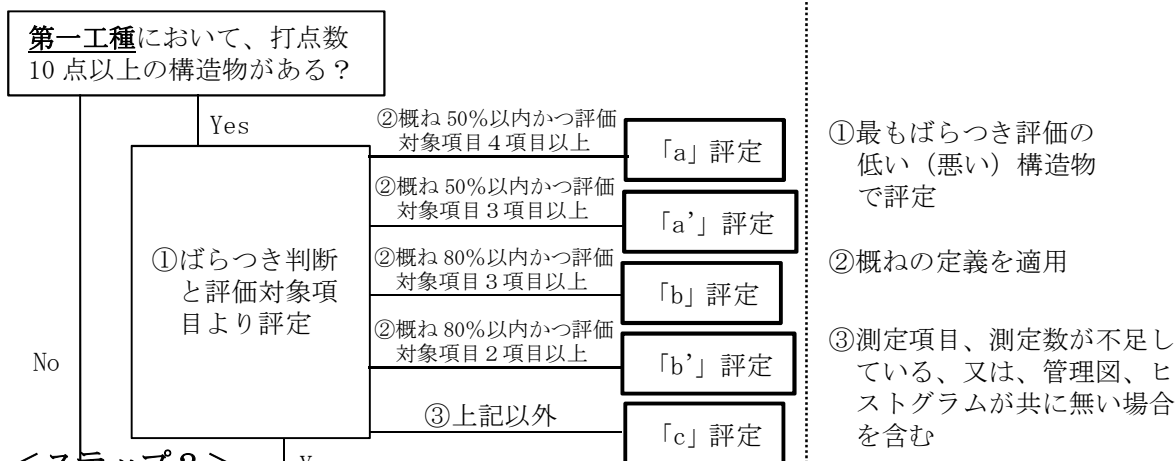 第一工種において、打点数
10 点以上の構造物がある？
Yes
No
①ばらつき判断
と評価対象項
目より評定
②概ね 50%以内かつ評価
対象項目４項目以上
「a」評定
②概ね 50%以内かつ評価
対象項目３項目以上
「a’」評定
②概ね 80%以内かつ評価
対象項目３項目以上
「b」評定
②概ね 80%以内かつ評価
対象項目２項目以上
「b’」評定
③上記以外
「c」評定
①最もばらつき評価の
低い（悪い）構造物
で評定
②概ねの定義を適用
③測定項目、測定数が不足し
ている、又は、管理図、ヒ
ストグラムが共に無い場合
を含む